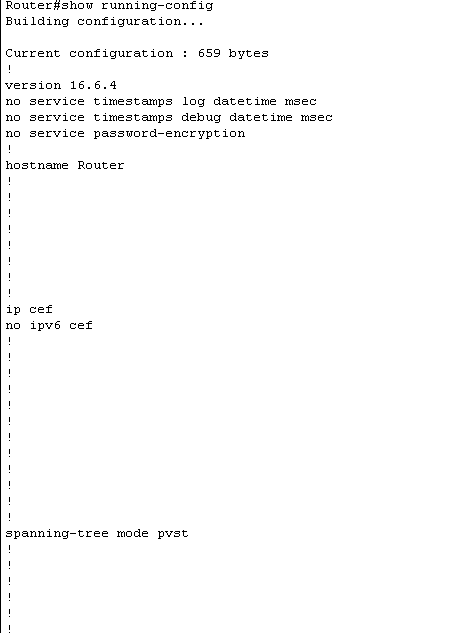 Router#show running-config
Building configuration...
Current configuration : 659 bytes
!
version 16.6.4
no service timestamps log datetime msec
no service timestamps debug datetime msec
no service password-encryption
!
hostname Router
!
!
!
!
!
!
!
!
ip cef
no ipv6 cef
!
!
!
!
!
!
!
!
!
!
!
!
spanning-tree mode pvst
!
!
!
!
!
!